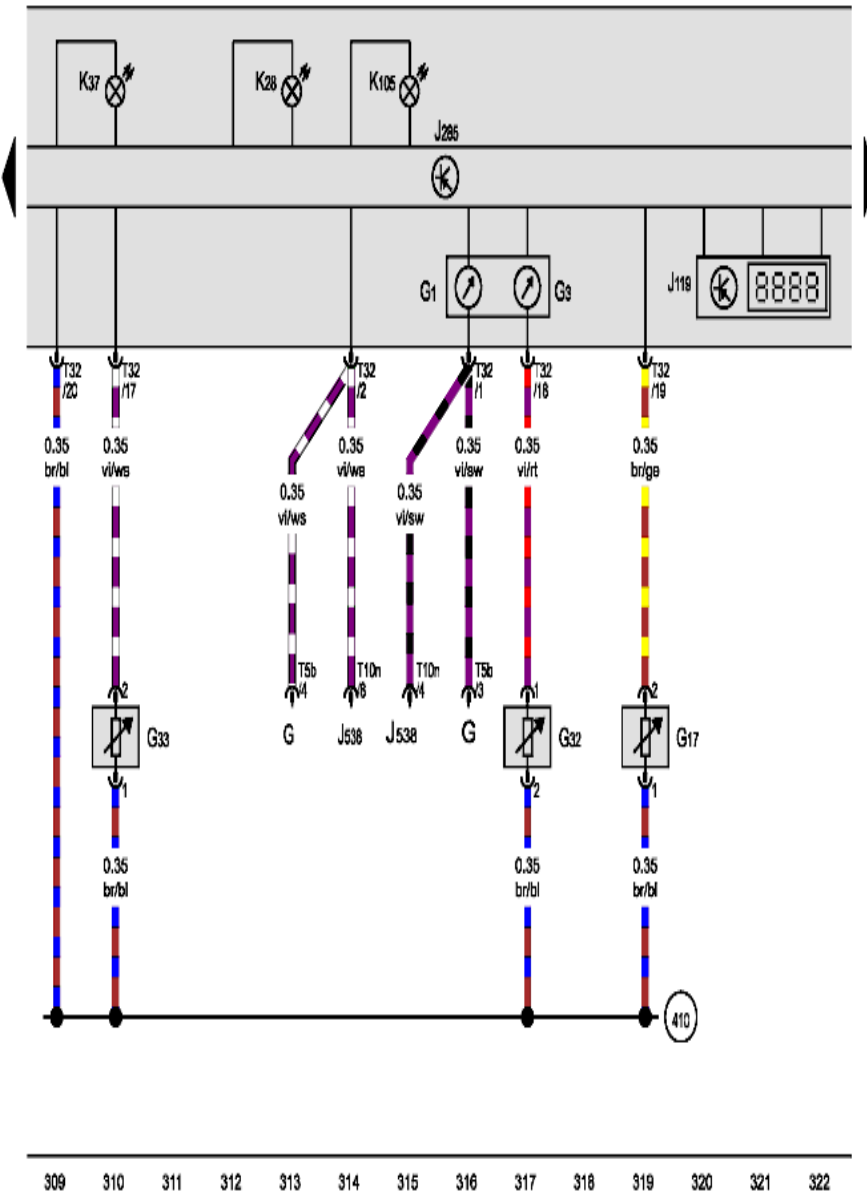 K37 K28 K105
J285
G1 G3 J119 8888
T32 T32 T32 T32 T32 T32
/20 /17 /2 /1 /18 /19
0.35 0.35 0.35 0.35 0.35 0.35
br/bl vi/ws vi/ws vi/sw vi/rt br/ge
0.35 0.35
vi/ws vi/sw
T5b T10n T10n T5b
2 /4 /8 /4 /3 1 2
G33 G J538 J538 G G32 G17
1 2 1
0.35 0.35 0.35
br/bl br/bl br/bl
410
309 310 311 312 313 314 315 316 317 318 319 320 321 322